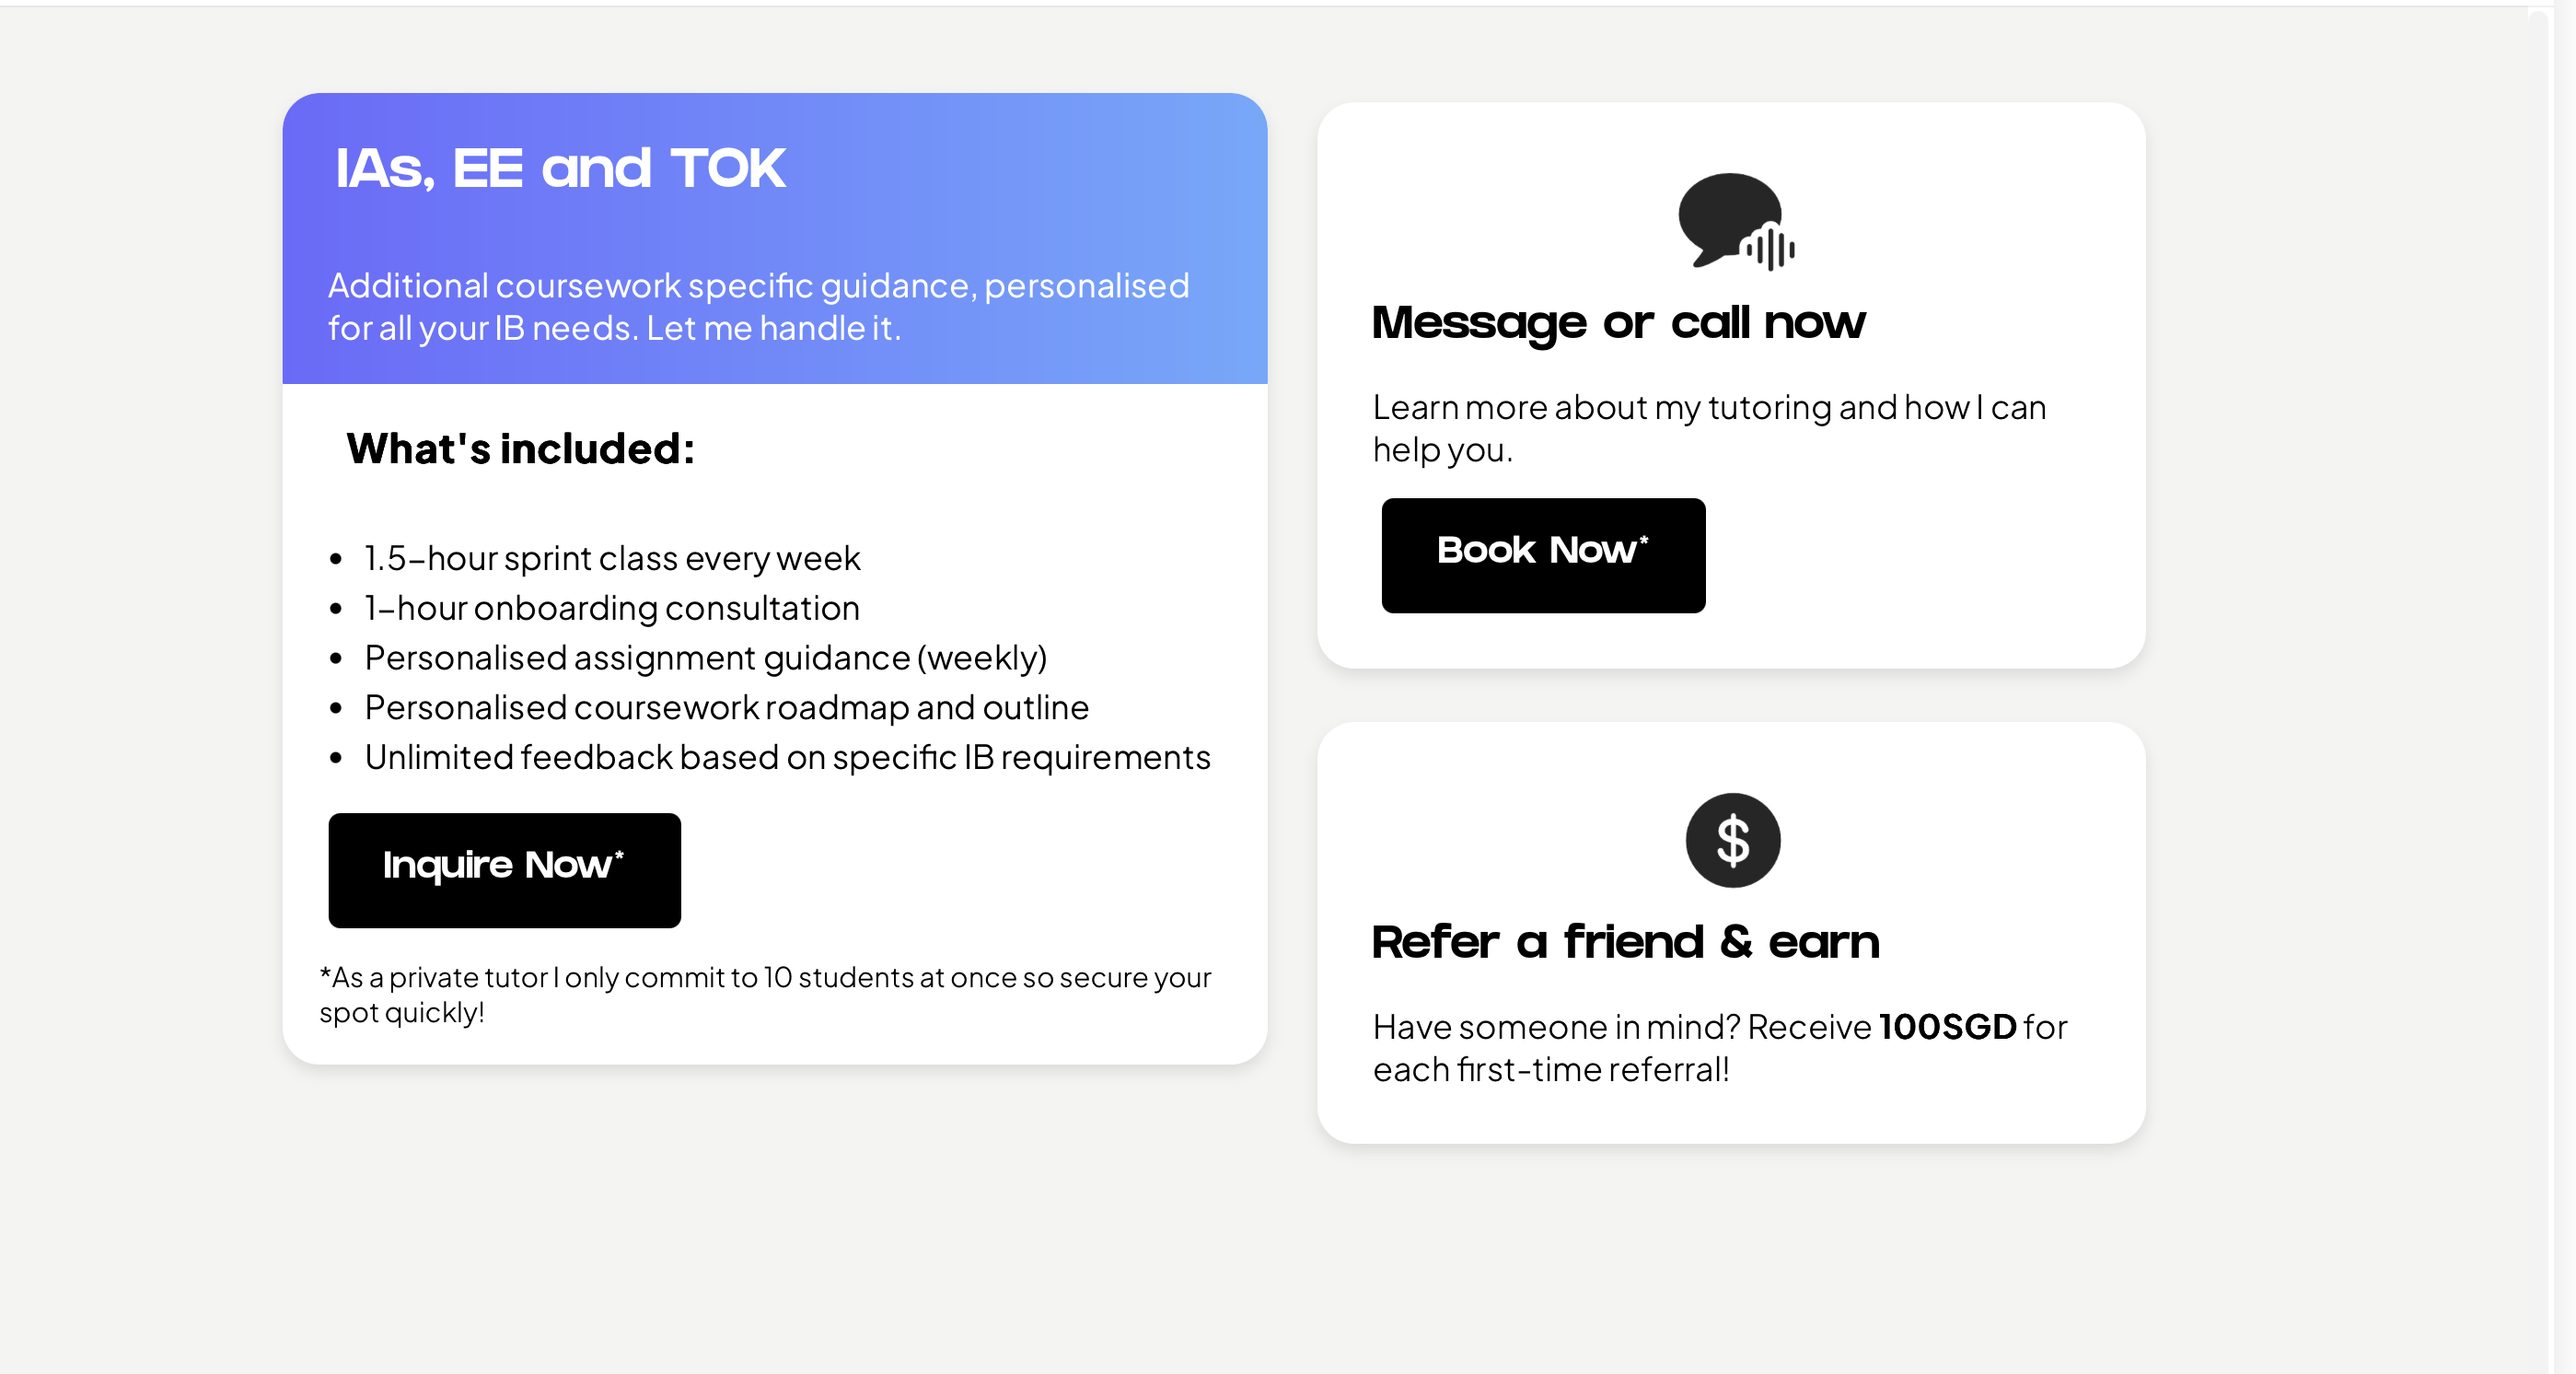 IAs, EE and TOK
Additional coursework specific guidance, personalised
for all your IB needs. Let me handle it.
What's included:
• 1.5–hour sprint class every week
• 1–hour onboarding consultation
• Personalised assignment guidance (weekly)
• Personalised coursework roadmap and outline
• Unlimited feedback based on specific IB requirements
Inquire Now*
*As a private tutor I only commit to 10 students at once so secure your
spot quickly!
Message or call now
Learn more about my tutoring and how I can
help you.
Book Now*
$
Refer a friend & earn
Have someone in mind? Receive 100SGD for
each first-time referral!